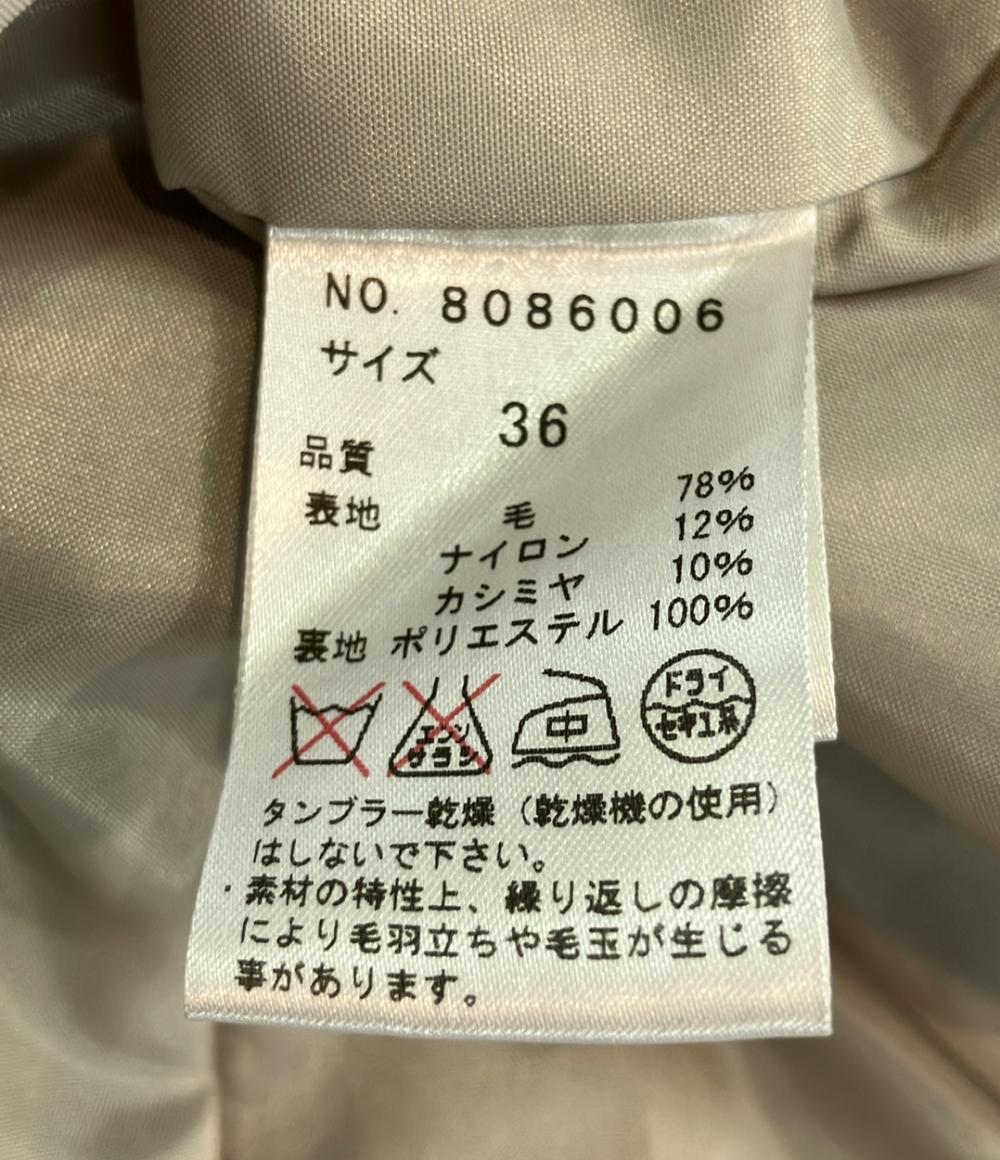 NO. 8086006
サイズ
36
品質
表地 毛 78%
ナイロン 12%
カシミヤ 10%
裏地 ポリエステル 100%
エンソ
サラシ
中
ドライ
セキユ系
タンブラー乾燥（乾燥機の使用）
はしないで下さい。
・素材の特性上、繰り返しの摩擦
により毛羽立ちや毛玉が生じる
事があります。